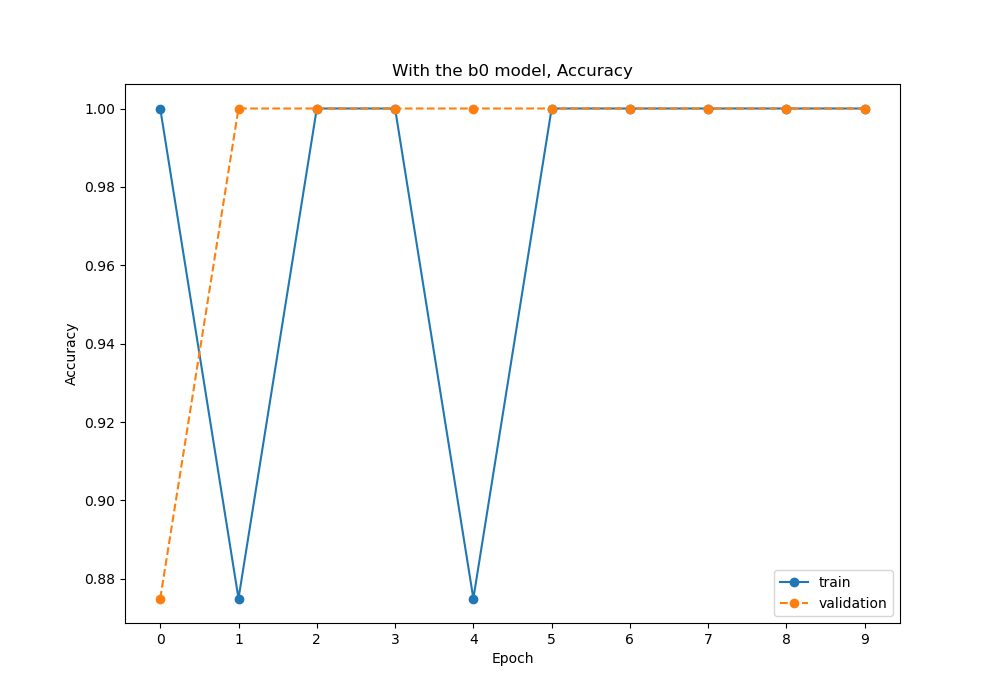 With the b0 model, Accuracy
1.00
0.98
0.96
0.94
0.92
0.90
0.88
Accuracy
0 1 2 3 4 5 6 7 8 9
Epoch
train
validation